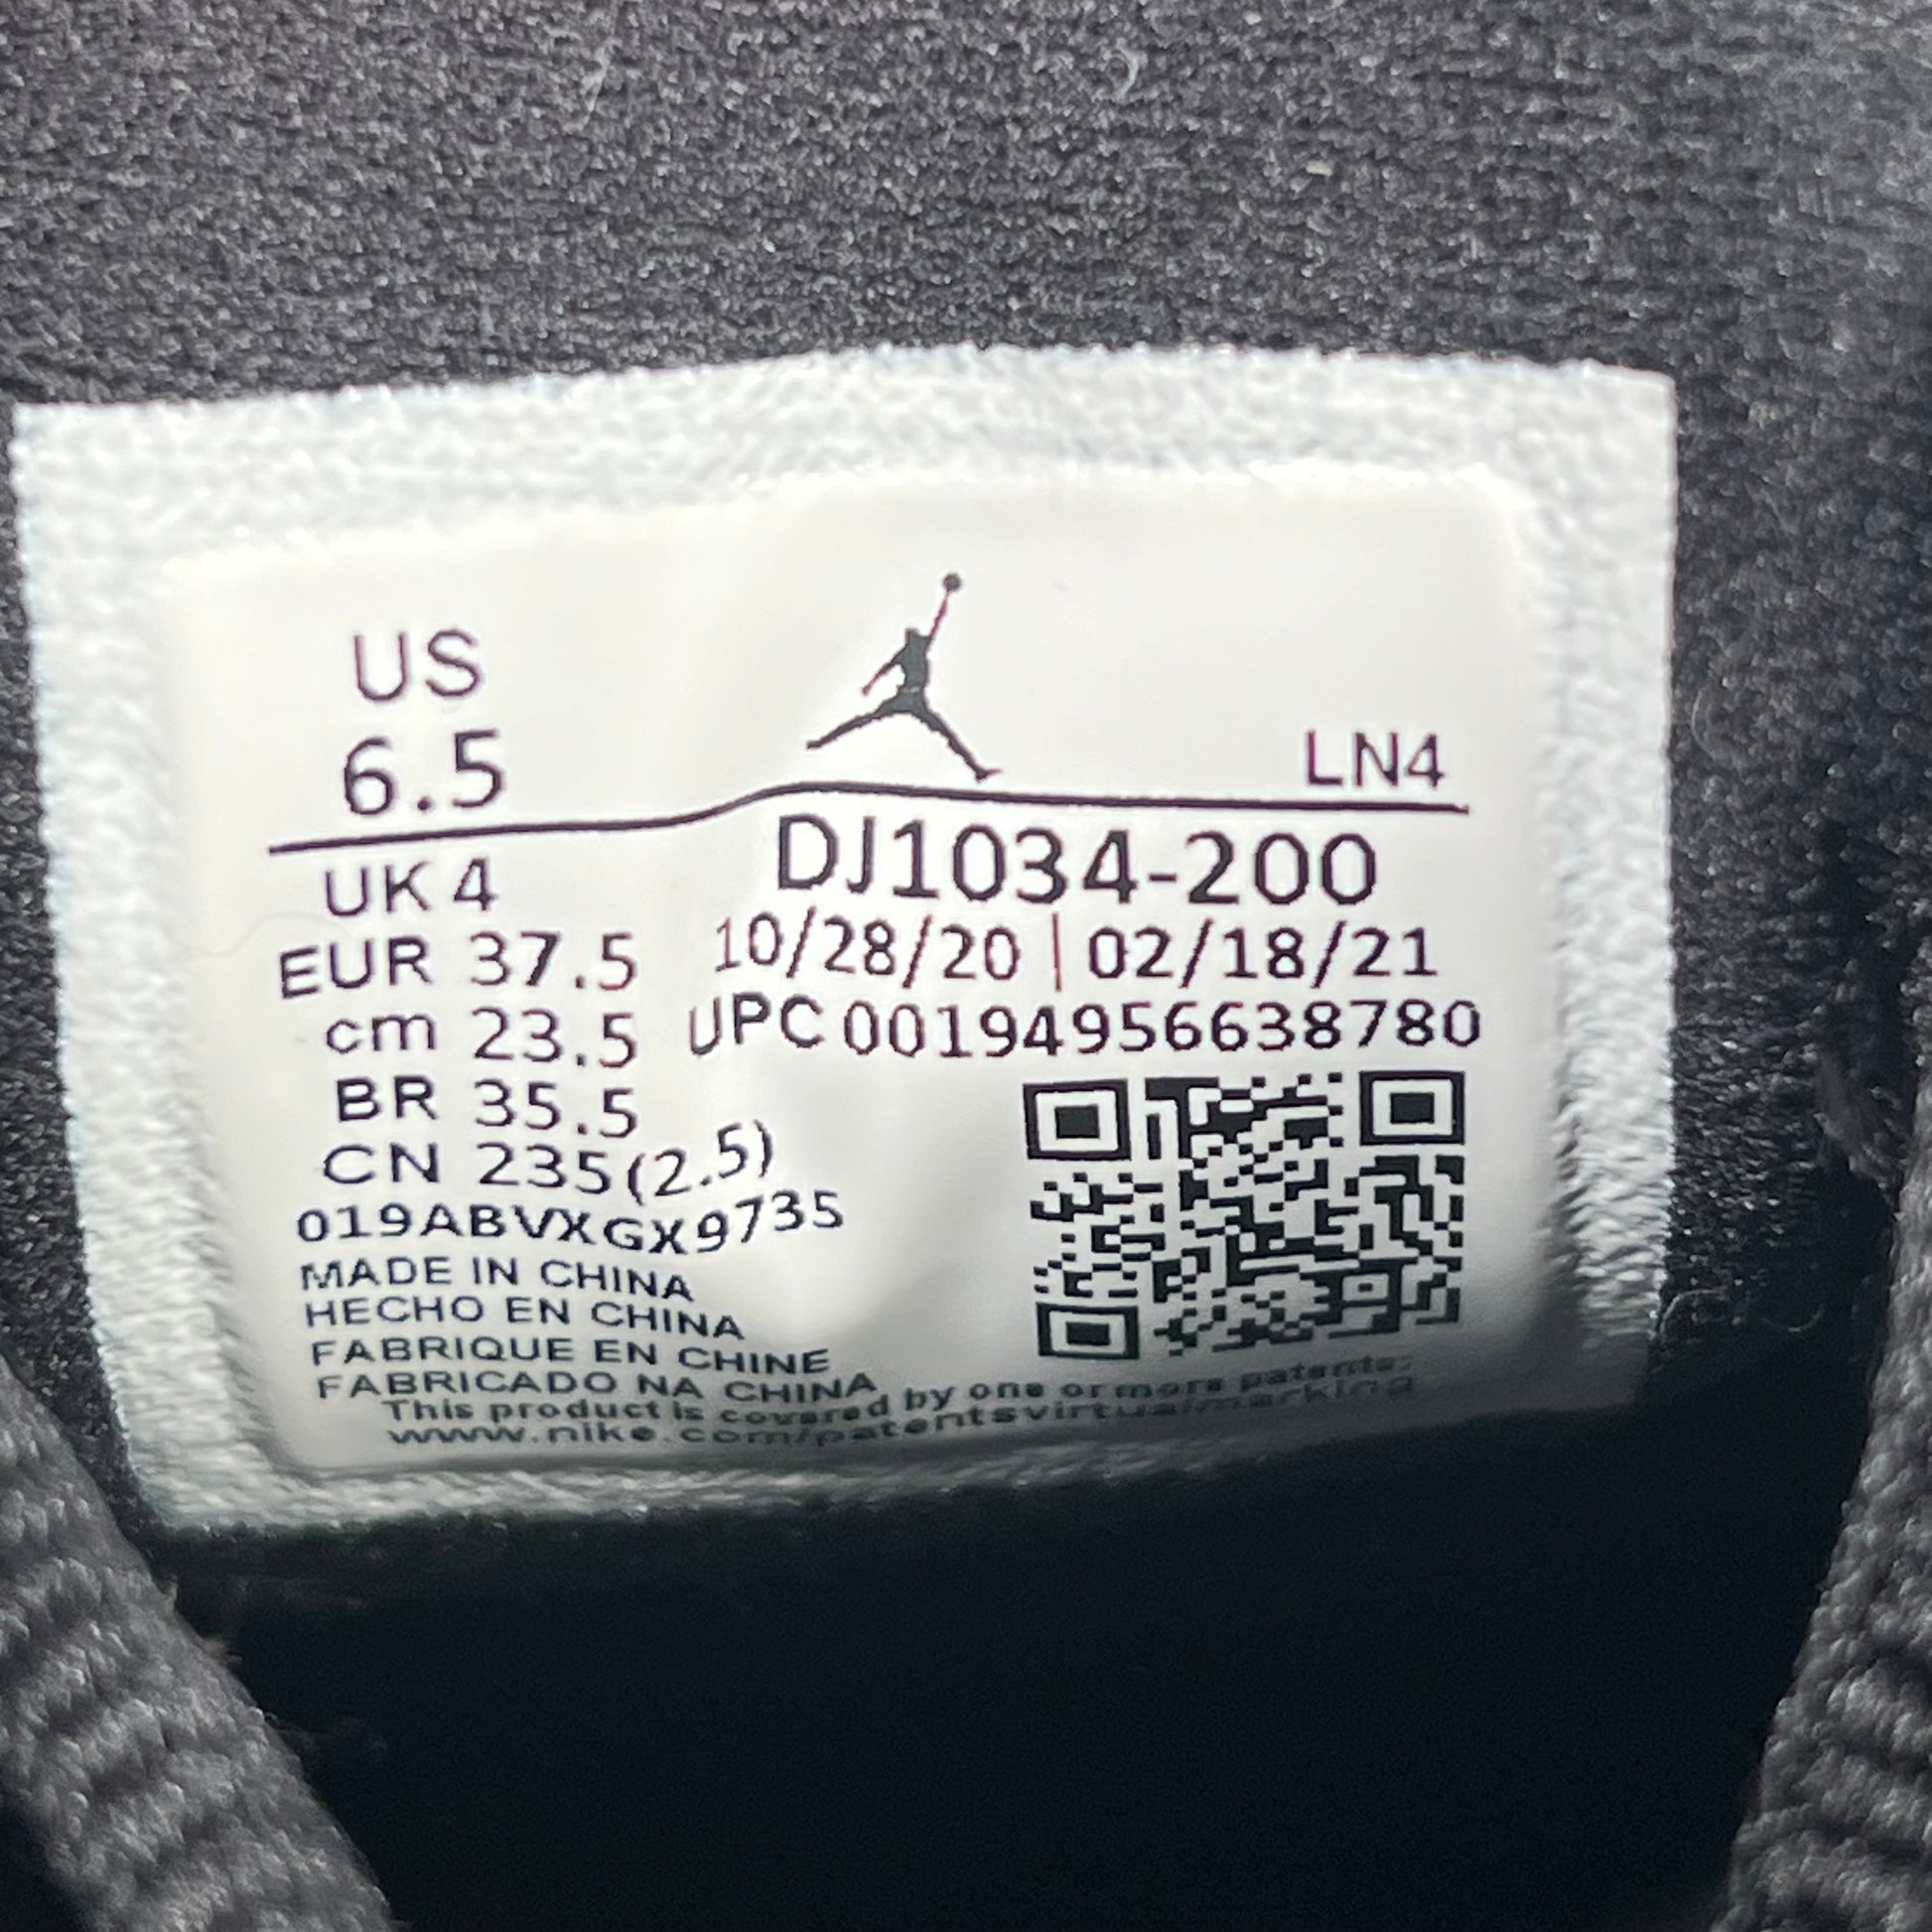 US
6.5
LN4
UK 4
DJ1034-200
EUR 37.5
10/28/20 | 02/18/21
cm 23.5
UPC 00194956638780
BR 35.5
CN 235(2.5)
019ABVXGX9735
MADE IN CHINA
HECHO EN CHINA
FABRIQUE EN CHINE
FABRICADO NA CHINA
This product is covered by one or more patents:
www.nike.com/patentsvirtualmarking